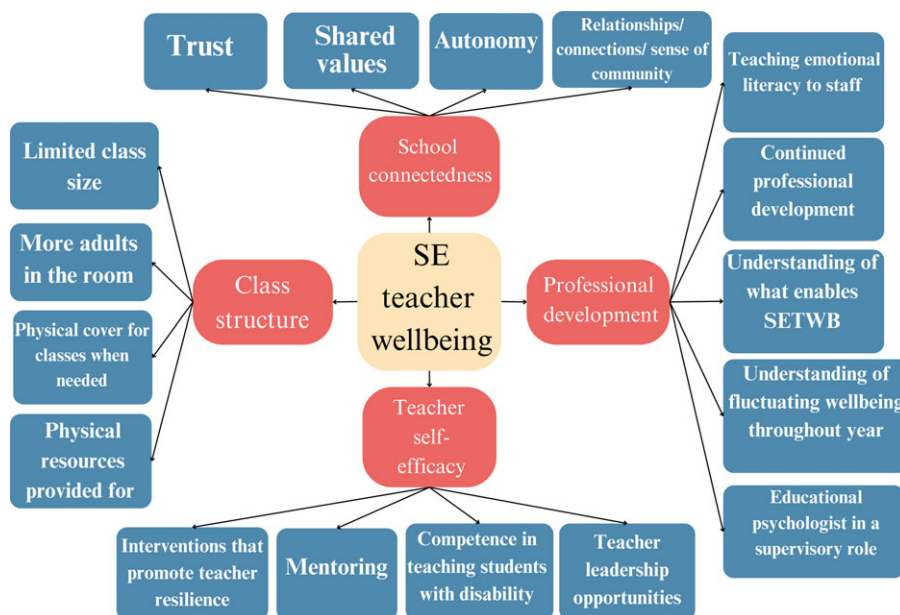 Trust
Shared
values
Autonomy
Relationships/
connections/ sense of
community
Teaching emotional
literacy to staff
School
connectedness
Limited class
size
Continued
professional
development
More adults
in the room
Class
structure
SE
teacher
wellbeing
Professional
development
Understanding of
what enables
SETWB
Physical cover for
classes when
needed
Understanding of
fluctuating wellbeing
throughout year
Teacher
self-
efficacy
Physical
resources
provided for
Educational
psychologist in a
supervisory role
Interventions that
promote teacher
resilience
Mentoring
Competence in
teaching students
with disability
Teacher
leadership
opportunities